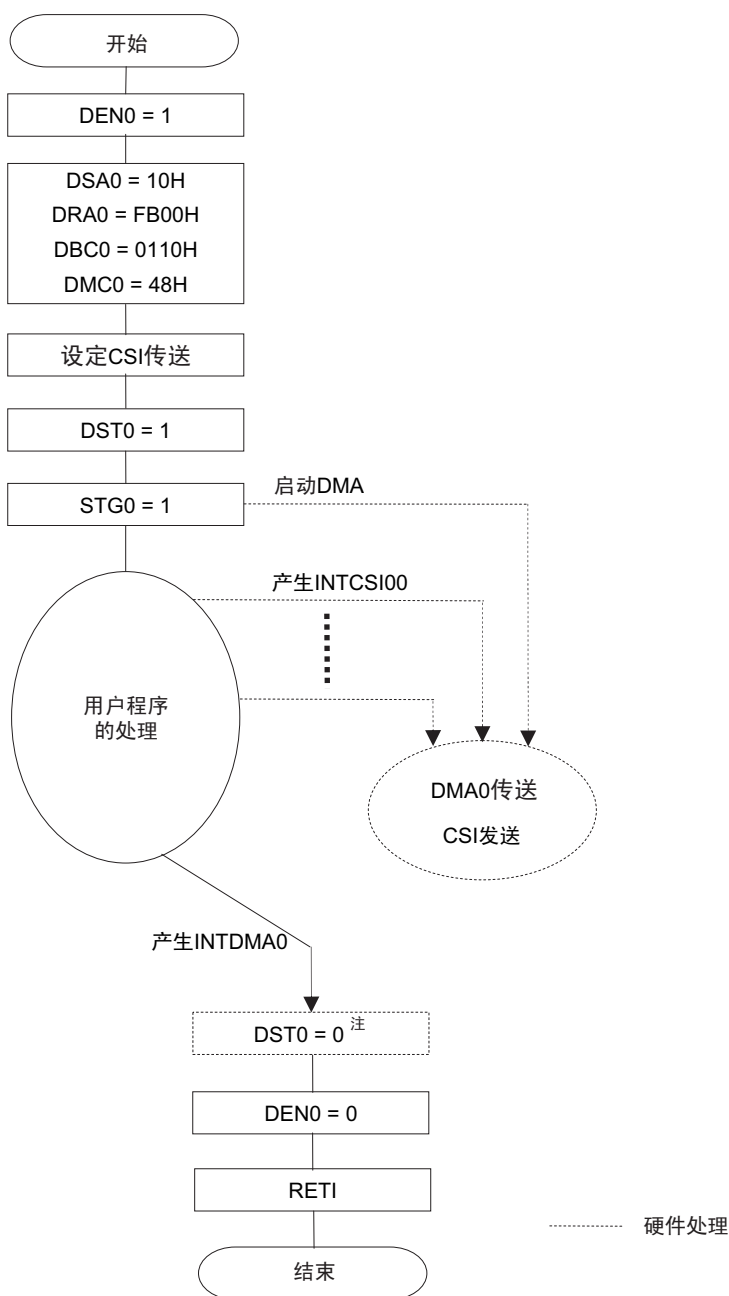 开始
DEN0 = 1
DSA0 = 10H
DRA0 = FB00H
DBC0 = 0110H
DMC0 = 48H
设定CSI传送
DST0 = 1
STG0 = 1
启动DMA
产生INTCSI00
用户程序
的处理
DMA0传送
CSI发送
产生INTDMA0
DST0 = 0 注
DEN0 = 0
RETI
硬件处理
结束